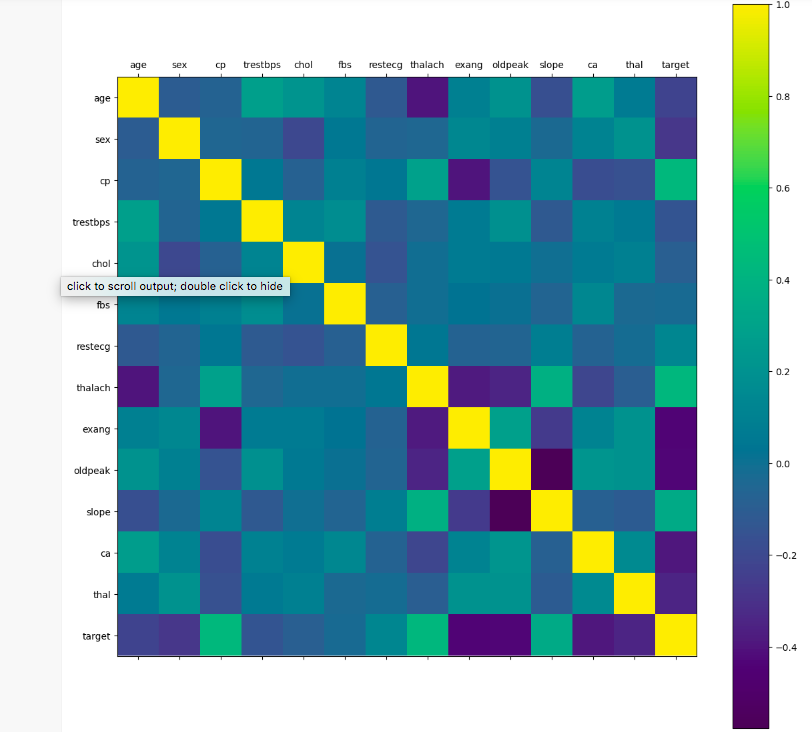 1.0
age sex cp trestbps chol fbs restecg thalach exang oldpeak slope ca thal target
age
sex
0.8
cp
0.6
trestbps
chol
click to scroll output; double click to hide
fbs
0.4
restecg
0.2
thalach
exang
0.0
oldpeak
slope
−0.2
ca
thal
target
−0.4